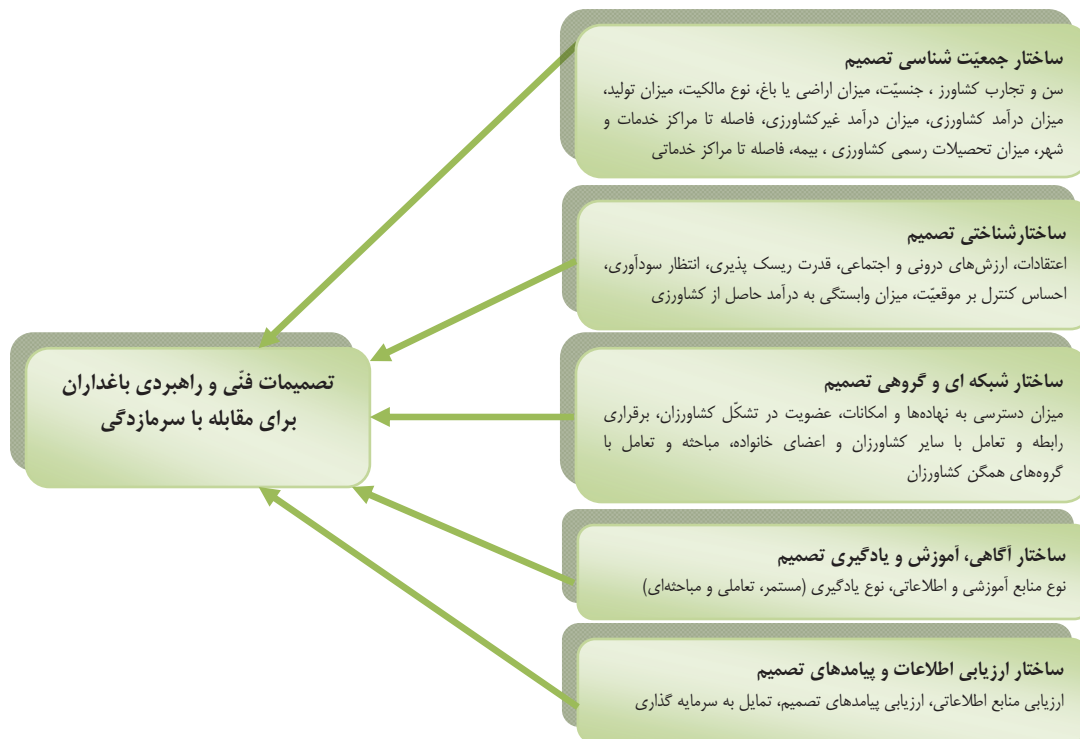 ساختار جمعیّت شناسی تصمیم
سن و تجارب کشاورز ، جنسیّت، میزان اراضی یا باغ، نوع مالکیت، میزان تولید،
میزان درآمد کشاورزی، میزان درآمد غیرکشاورزی، فاصله تا مراکز خدمات و
شهر، میزان تحصیلات رسمی کشاورزی ، بیمه، فاصله تا مراکز خدماتی
ساختارشناختی تصمیم
اعتقادات، ارزش‌های درونی و اجتماعی، قدرت ریسک پذیری، انتظار سودآوری،
احساس کنترل بر موقعیّت، میزان وابستگی به درآمد حاصل از کشاورزی
ساختار شبکه ای و گروهی تصمیم
میزان دسترسی به نهاده‌ها و امکانات، عضویت در تشکّل کشاورزان، برقراری
رابطه و تعامل با سایر کشاورزان و اعضای خانواده، مباحثه و تعامل با
گروه‌های همگن کشاورزان
ساختار آگاهی، آموزش و یادگیری تصمیم
نوع منابع آموزشی و اطلاعاتی، نوع یادگیری (مستمر، تعاملی و مباحثه‌ای)
ساختار ارزیابی اطلاعات و پیامدهای تصمیم
ارزیابی منابع اطلاعاتی، ارزیابی پیامدهای تصمیم، تمایل به سرمایه گذاری
تصمیمات فنّی و راهبردی باغداران
برای مقابله با سرمازدگی